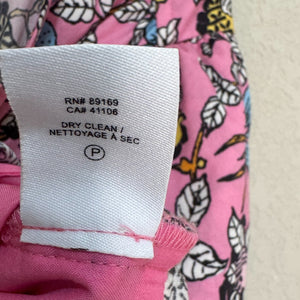 RN# 89169
CA# 41106
DRY CLEAN /
NETTOYAGE À SEC
P